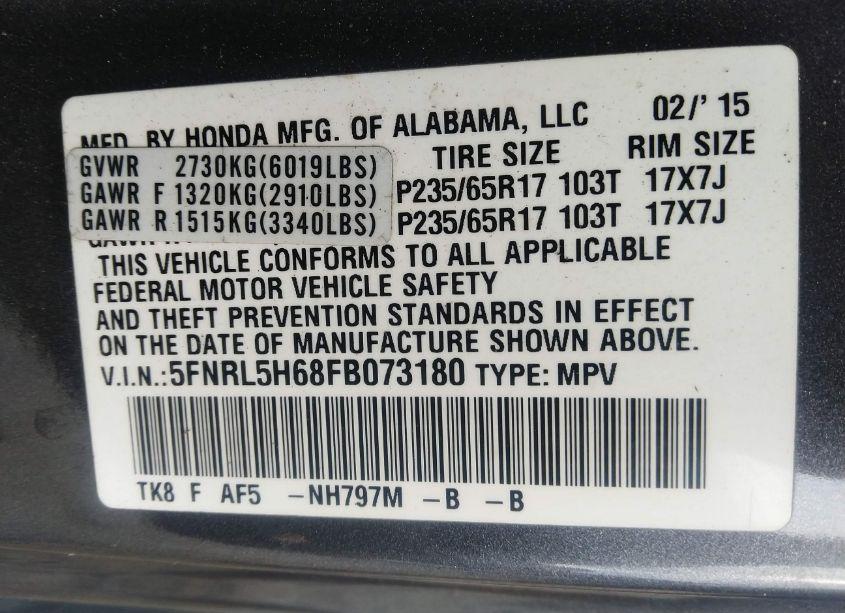 MFD. BY HONDA MFG. OF ALABAMA, LLC 02/' 15
TIRE SIZE RIM SIZE
GVWR 2730KG(6019LBS)
GAWR F 1320KG(2910LBS) P235/65R17 103T 17X7J
GAWR R 1515KG(3340LBS) P235/65R17 103T 17X7J
THIS VEHICLE CONFORMS TO ALL APPLICABLE
FEDERAL MOTOR VEHICLE SAFETY
AND THEFT PREVENTION STANDARDS IN EFFECT
ON THE DATE OF MANUFACTURE SHOWN ABOVE.
V.I.N.: 5FNRL5H68FB073180 TYPE: MPV
TK8 F AF5 -NH797M -B -B